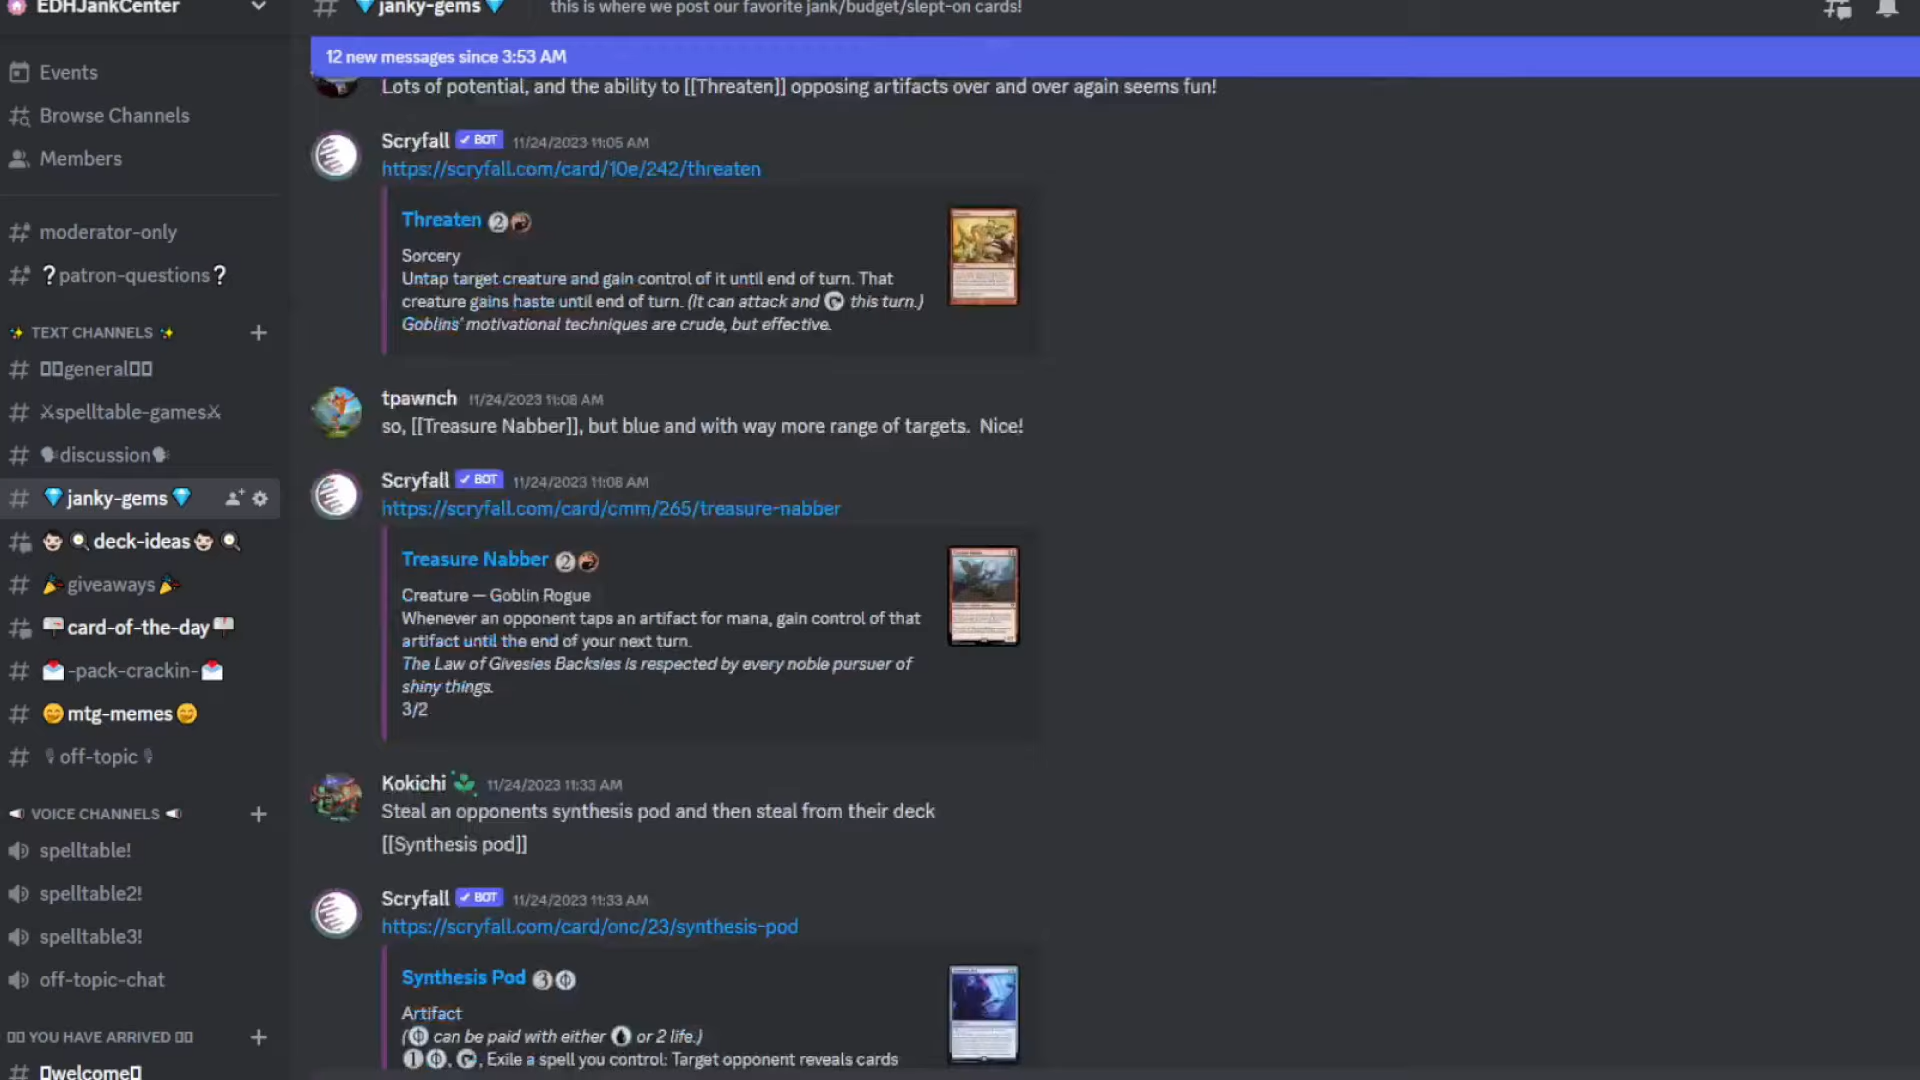 EDHJankCenter
Events
Browse Channels
Members
moderator-only
❓patron-questions❓
✨ TEXT CHANNELS ✨
general
⚔spelltable-games⚔
🗣discussion🗣
💎janky-gems💎
👨🏻‍🍳🍳deck-ideas👨🏻‍🍳🍳
🎉giveaways🎉
card-of-the-day
💌-pack-crackin-💌
😊mtg-memes😊
off-topic
VOICE CHANNELS
spelltable!
spelltable2!
spelltable3!
off-topic-chat
YOU HAVE ARRIVED
welcome
💎janky-gems💎 this is where we post our favorite jank/budget/slept-on cards!
12 new messages since 3:53 AM
Lots of potential, and the ability to [[Threaten]] opposing artifacts over and over again seems fun!
Scryfall ✓ BOT 11/24/2023 11:05 AM
https://scryfall.com/card/10e/242/threaten
Threaten 2
Sorcery
Untap target creature and gain control of it until end of turn. That
creature gains haste until end of turn. (It can attack and this turn.)
Goblins' motivational techniques are crude, but effective.
tpawnch 11/24/2023 11:08 AM
so, [[Treasure Nabber]], but blue and with way more range of targets. Nice!
Scryfall ✓ BOT 11/24/2023 11:08 AM
https://scryfall.com/card/cmm/265/treasure-nabber
Treasure Nabber 2
Creature — Goblin Rogue
Whenever an opponent taps an artifact for mana, gain control of that
artifact until the end of your next turn.
The Law of Givesies Backsies is respected by every noble pursuer of
shiny things.
3/2
Kokichi 11/24/2023 11:33 AM
Steal an opponents synthesis pod and then steal from their deck
[[Synthesis pod]]
Scryfall ✓ BOT 11/24/2023 11:33 AM
https://scryfall.com/card/onc/23/synthesis-pod
Synthesis Pod 3
Artifact
( can be paid with either or 2 life.)
1 , , Exile a spell you control: Target opponent reveals cards